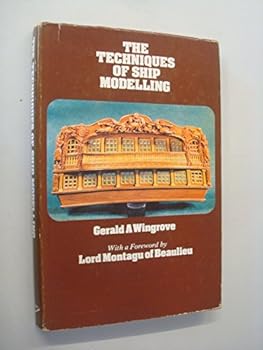 THE
TECHNIQUES
OF SHIP
MODELLING
Gerald A Wingrove
With a Foreword by
Lord Montagu of Beaulieu